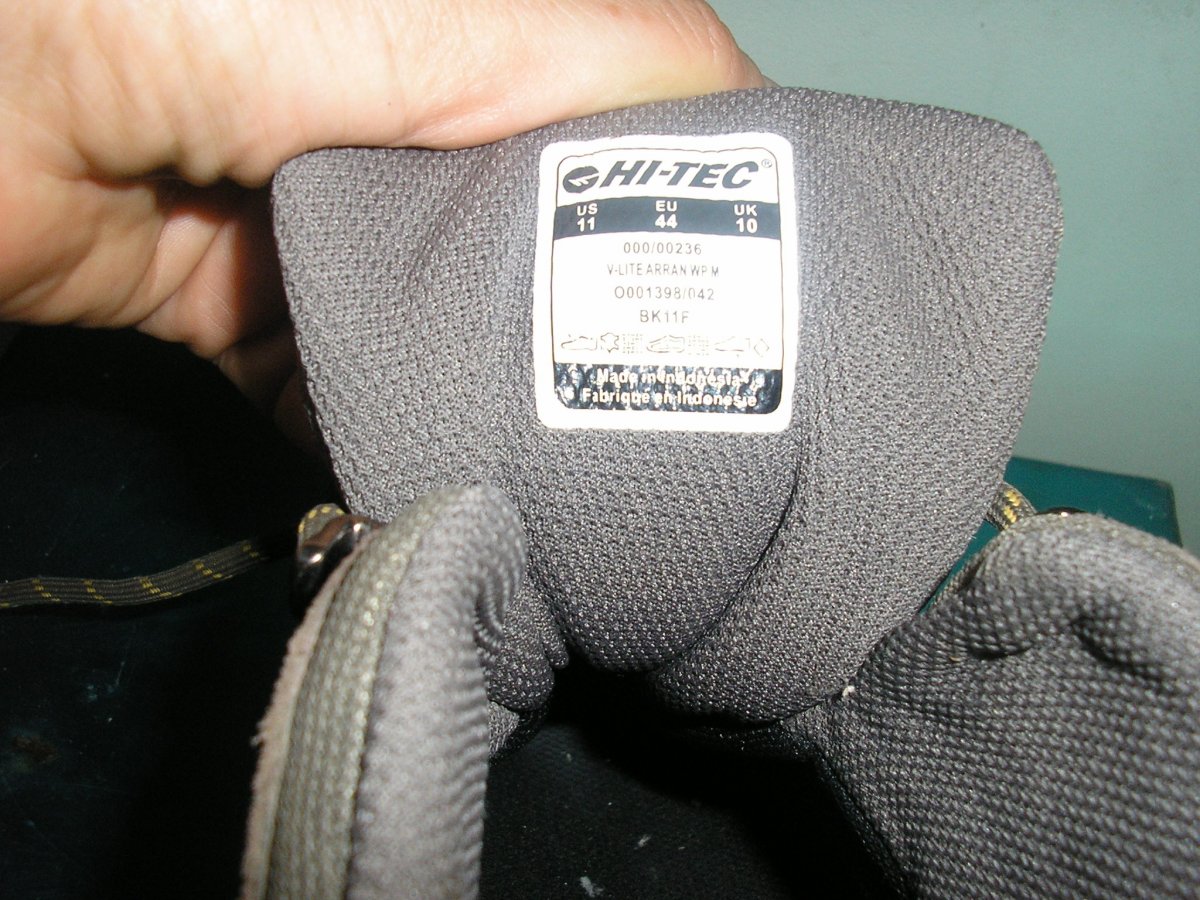 HI-TEC®
US EU UK
11 44 10
000/00236
V-LITE ARRAN WP M
O001398/042
BK11F
Made in Indonesia
Fabriqué en Indonesie